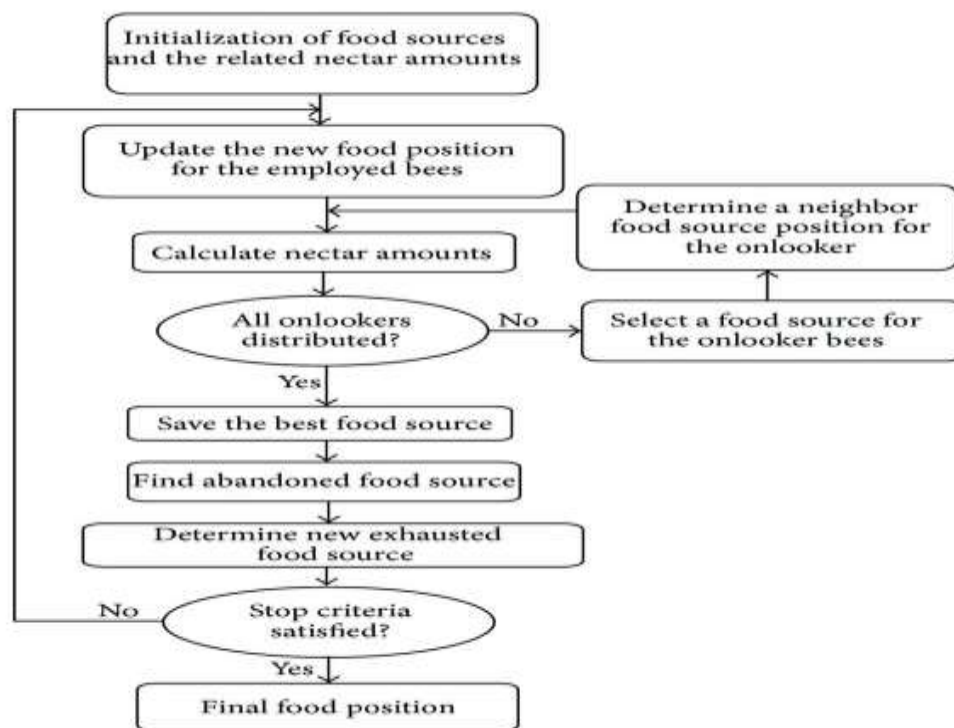 Initialization of food sources
and the related nectar amounts
Update the new food position
for the employed bees
Determine a neighbor
food source position for
the onlooker
Calculate nectar amounts
All onlookers
distributed?
No
Select a food source for
the onlooker bees
Yes
Save the best food source
Find abandoned food source
Determine new exhausted
food source
No
Stop criteria
satisfied?
Yes
Final food position